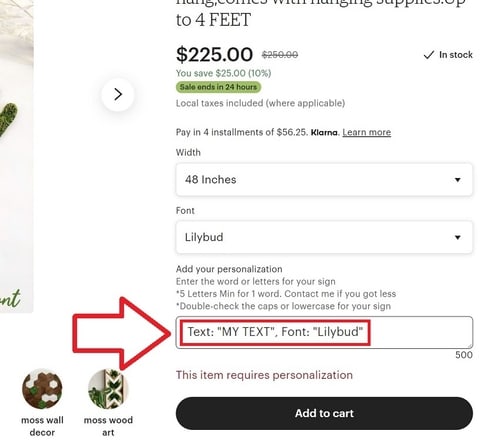 hang,comes with hanging supplies.Up
to 4 FEET
$225.00 $250.00
In stock
You save $25.00 (10%)
Sale ends in 24 hours
Local taxes included (where applicable)
Pay in 4 installments of $56.25. Klarna. Learn more
Width
48 Inches
Font
Lilybud
Add your personalization
Enter the word or letters for your sign
*5 Letters Min for 1 word. Contact me if you got less
*Double-check the caps or lowercase for your sign
Text: "MY TEXT", Font: "Lilybud"
500
This item requires personalization
Add to cart
moss wall
decor
moss wood
art